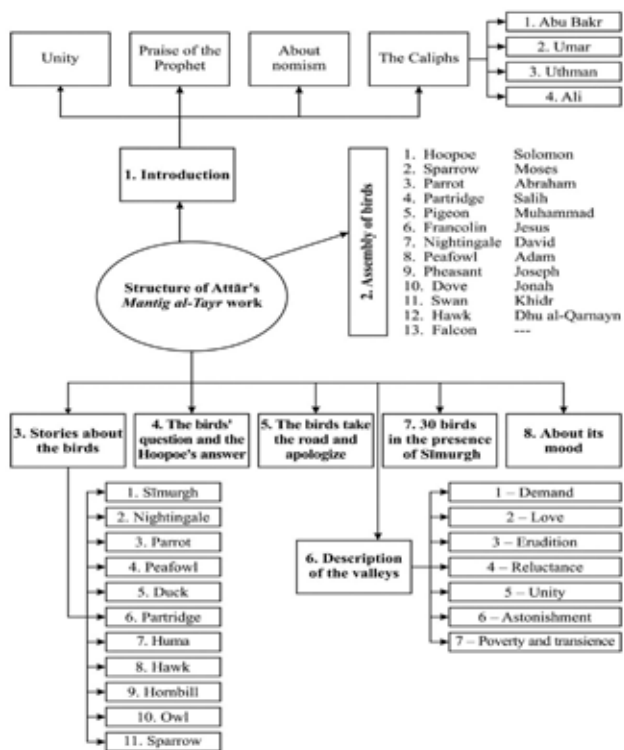 Unity
Praise of the
Prophet
About
nomism
The Caliphs
1. Abu Bakr
2. Umar
3. Uthman
4. Ali
1. Introduction
2. Assembly of birds
1. Hoopoe Solomon
2. Sparrow Moses
3. Parrot Abraham
4. Partridge Salih
5. Pigeon Muhammad
6. Francolin Jesus
7. Nightingale David
8. Peafowl Adam
9. Pheasant Joseph
10. Dove Jonah
11. Swan Khidr
12. Hawk Dhu al-Qarnayn
13. Falcon ---
Structure of Attār's
Mantig al-Tayr work
3. Stories about
the birds
4. The birds'
question and the
Hoopoe's answer
5. The birds take
the road and
apologize
7. 30 birds
in the presence
of Sīmurgh
8. About its
mood
1. Sīmurgh
2. Nightingale
3. Parrot
4. Peafowl
5. Duck
6. Partridge
7. Huma
8. Hawk
9. Hornbill
10. Owl
11. Sparrow
6. Description
of the valleys
1 – Demand
2 – Love
3 – Erudition
4 – Reluctance
5 – Unity
6 – Astonishment
7 – Poverty and transience